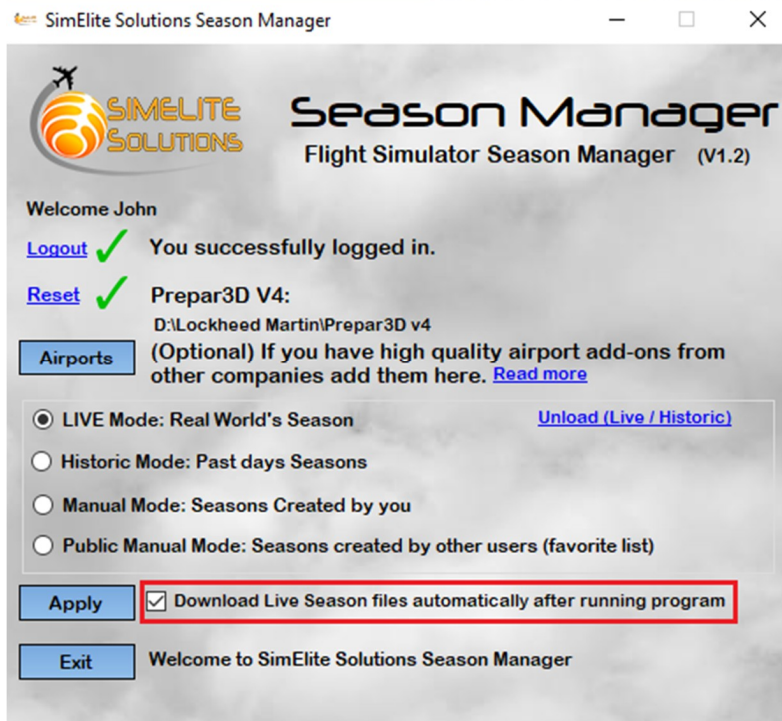 SimElite Solutions Season Manager
SIMELITE
SOLUTIONS
Season Manager
Flight Simulator Season Manager (V1.2)
Welcome John
Logout You successfully logged in.
Reset Prepar3D V4:
D:\Lockheed Martin\Prepar3D v4
Airports (Optional) If you have high quality airport add-ons from
other companies add them here. Read more
LIVE Mode: Real World's Season Unload (Live / Historic)
Historic Mode: Past days Seasons
Manual Mode: Seasons Created by you
Public Manual Mode: Seasons created by other users (favorite list)
Apply Download Live Season files automatically after running program
Exit Welcome to SimElite Solutions Season Manager